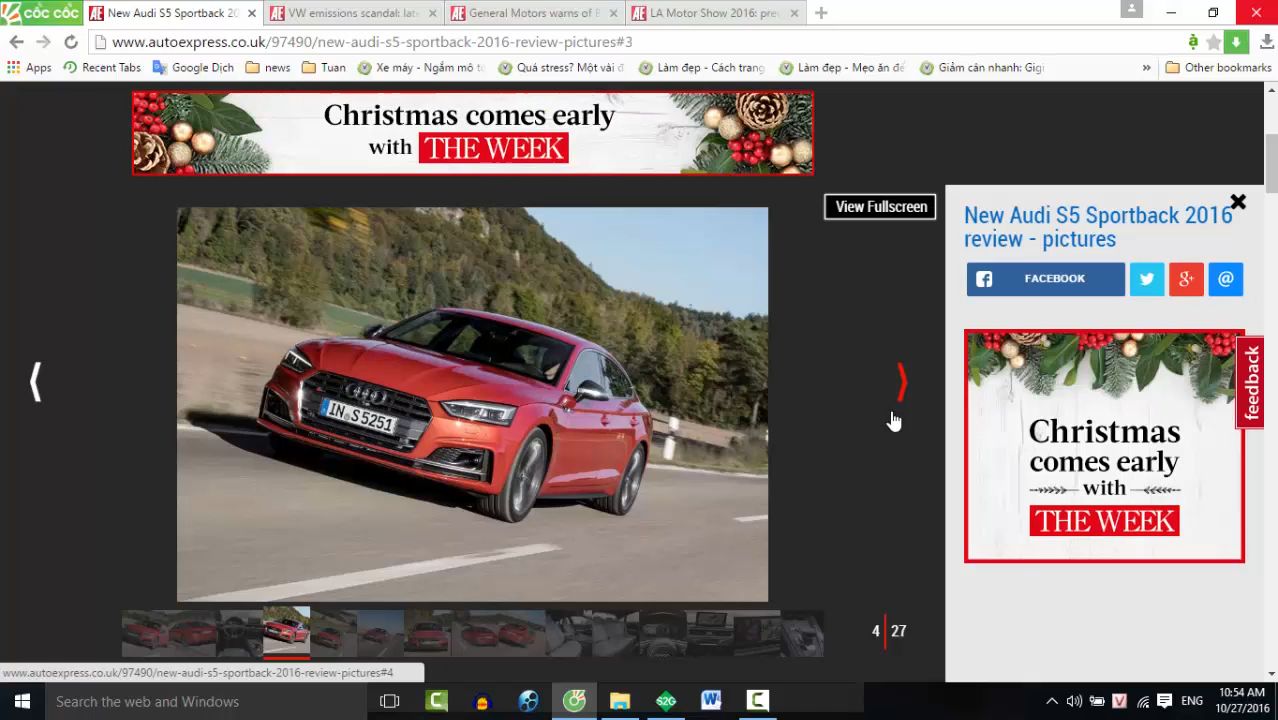 CỐC CỐC
New Audi S5 Sportback 20
VW emissions scandal: late
General Motors warns of B
LA Motor Show 2016: prev
www.autoexpress.co.uk/97490/new-audi-s5-sportback-2016-review-pictures#3
Apps
Recent Tabs
Google Dịch
news
Tuan
Xe máy - Ngắm mô tô
Quá stress? Một vài đ
Làm đẹp - Cách trang
Làm đẹp - Mẹo ăn để
Giảm cân nhanh: Gigi
»
Other bookmarks
Christmas comes early
with THE WEEK
View Fullscreen
New Audi S5 Sportback 2016
review - pictures
FACEBOOK
g+
@
IN S 5251
feedback
Christmas
comes early
with
THE WEEK
4 27
www.autoexpress.co.uk/97490/new-audi-s5-sportback-2016-review-pictures#4
Search the web and Windows
S2G
ENG
10:54 AM
10/27/2016